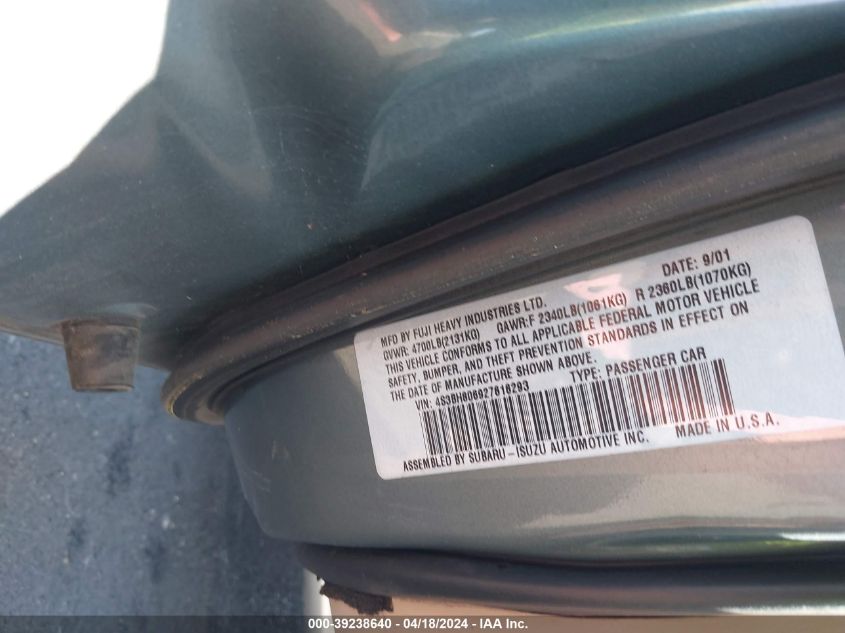 MFD BY FUJI HEAVY INDUSTRIES LTD. DATE: 9/01
GVWR: 4700LB(2131KG) GAWR:F 2340LB(1061KG) R 2360LB(1070KG)
THIS VEHICLE CONFORMS TO ALL APPLICABLE FEDERAL MOTOR VEHICLE
SAFETY, BUMPER, AND THEFT PREVENTION STANDARDS IN EFFECT ON
THE DATE OF MANUFACTURE SHOWN ABOVE.
VIN: 4S3BH806927616293 TYPE: PASSENGER CAR
ASSEMBLED BY SUBARU-ISUZU AUTOMOTIVE INC. MADE IN U.S.A.
000-39238640 - 04/18/2024 - IAA Inc.